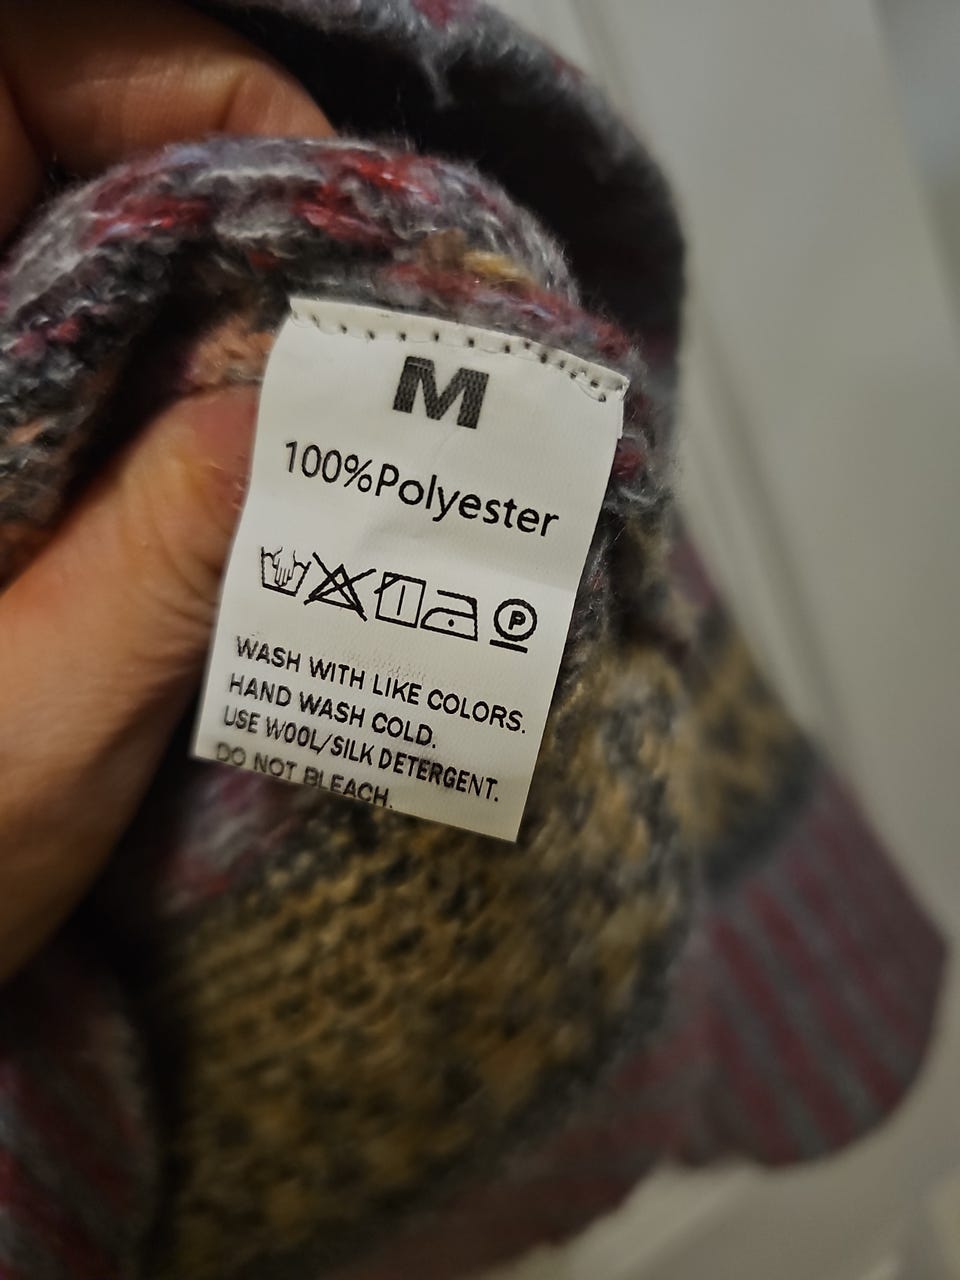 M
100%Polyester
P
WASH WITH LIKE COLORS.
HAND WASH COLD.
USE WOOL/SILK DETERGENT.
DO NOT BLEACH.